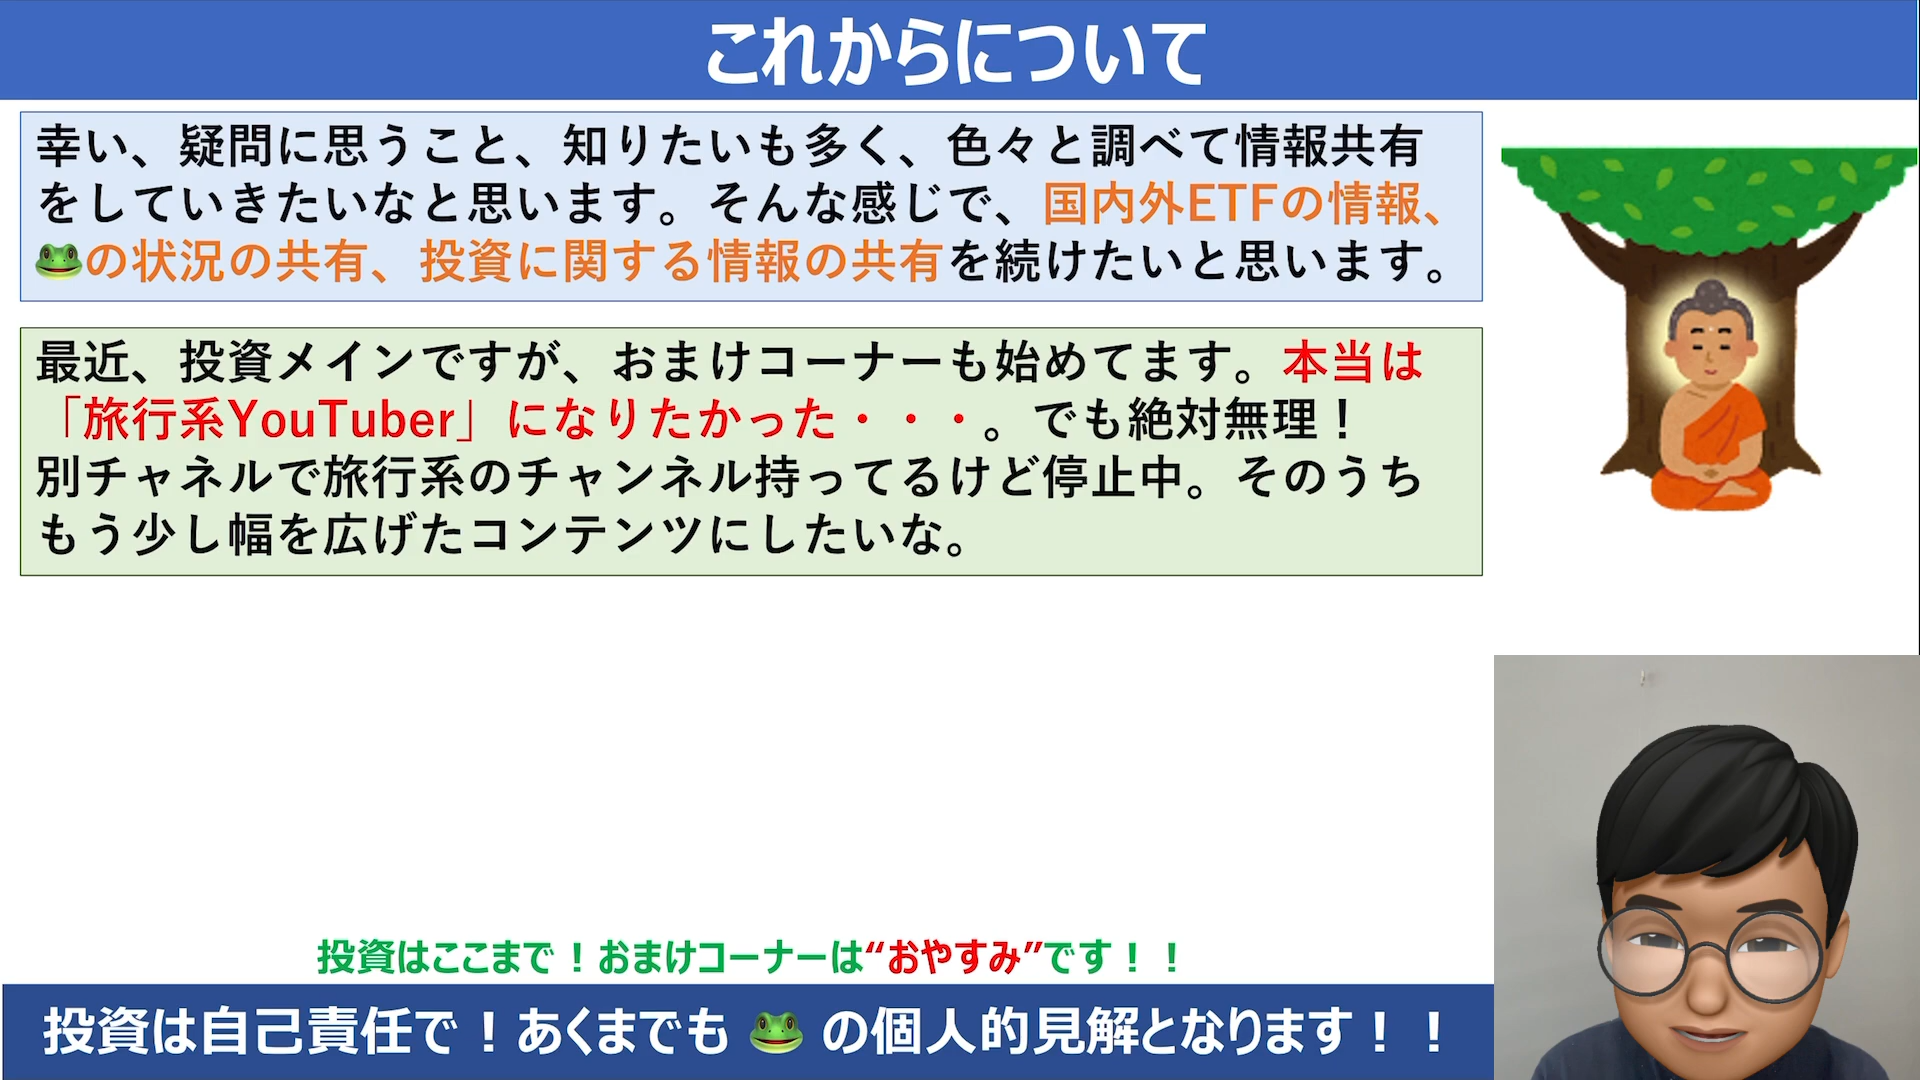 これからについて
幸い、疑問に思うこと、知りたいも多く、色々と調べて情報共有
をしていきたいなと思います。そんな感じで、国内外ETFの情報、
🐸の状況の共有、投資に関する情報の共有を続けたいと思います。
最近、投資メインですが、おまけコーナーも始めてます。本当は
「旅行系YouTuber」になりたかった・・・。でも絶対無理！
別チャネルで旅行系のチャンネル持ってるけど停止中。そのうち
もう少し幅を広げたコンテンツにしたいな。
投資はここまで！おまけコーナーは“おやすみ”です！！
投資は自己責任で！あくまでも🐸の個人的見解となります！！